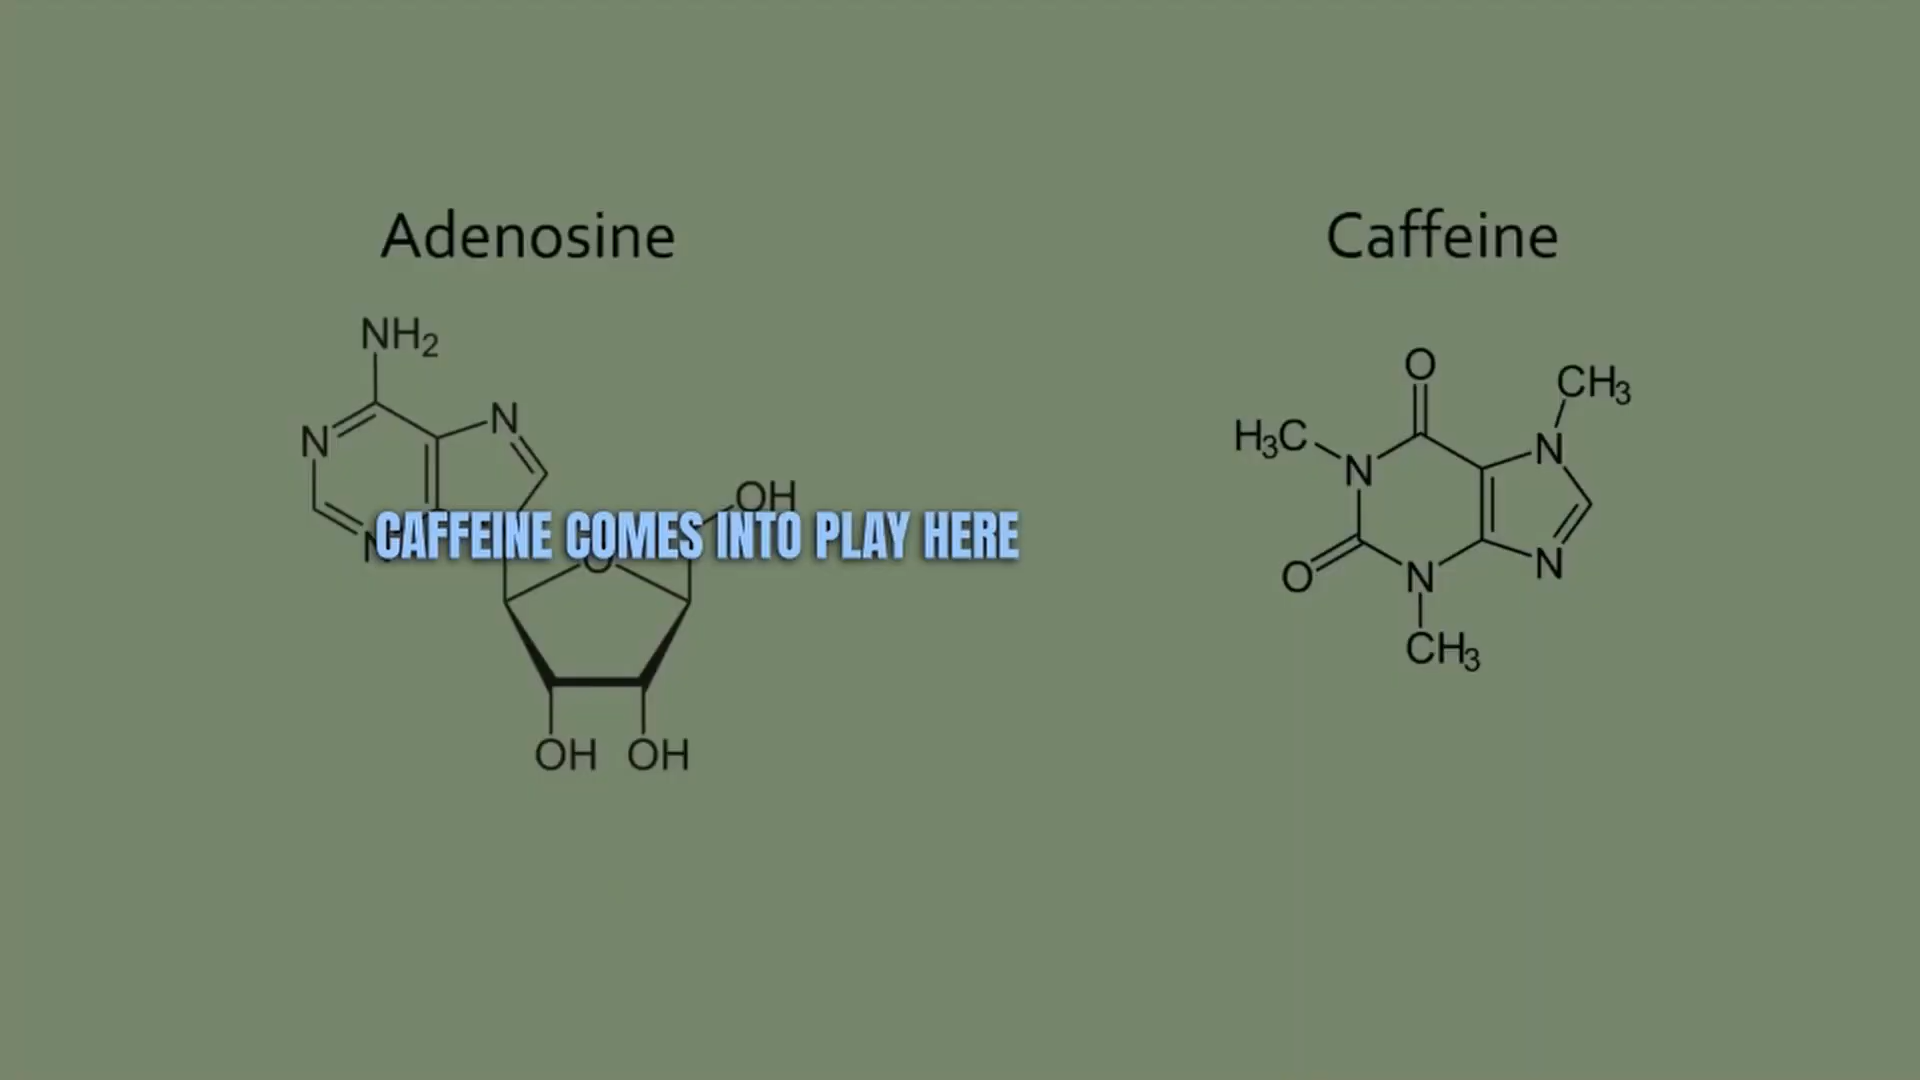 Adenosine
Caffeine
NH2
N
N
N
OH
O
OH
OH
CAFFEINE COMES INTO PLAY HERE
O
CH3
H3C
N
N
O
N
N
CH3